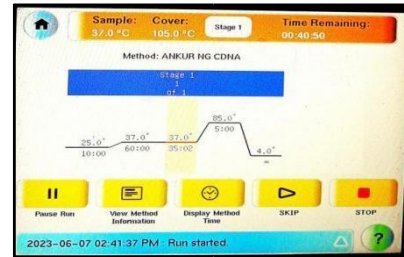 Sample: Cover: Stage 1 Time Remaining:
37.0 °C 105.0 °C 00:40:50
Method: ANKUR NG CDNA
Stage 1
1
of 1
25.0° 37.0° 37.0° 85.0° 4.0°
10:00 60:00 35:02 5:00 ∞
Pause Run View Method Information Display Method Time SKIP STOP
2023-06-07 02:41:37 PM : Run started. ?